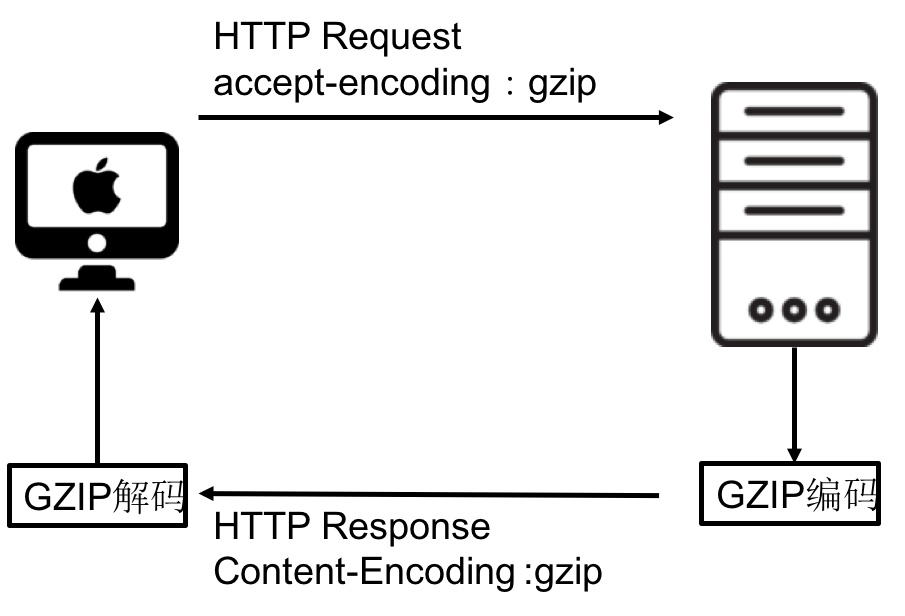 HTTP Request
accept-encoding：gzip
GZIP解码
GZIP编码
HTTP Response
Content-Encoding :gzip